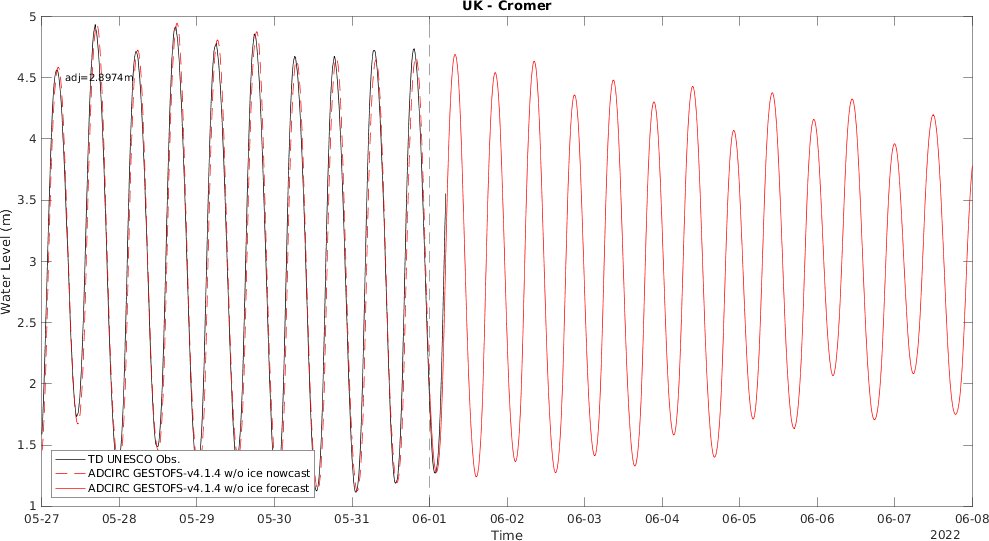 UK - Cromer
5
4.5
4
3.5
3
2.5
2
1.5
1
Water Level (m)
adj=2.8974m
TD UNESCO Obs.
ADCIRC GESTOFS-v4.1.4 w/o ice nowcast
ADCIRC GESTOFS-v4.1.4 w/o ice forecast
05-27 05-28 05-29 05-30 05-31 06-01 06-02 06-03 06-04 06-05 06-06 06-07 06-08
Time
2022